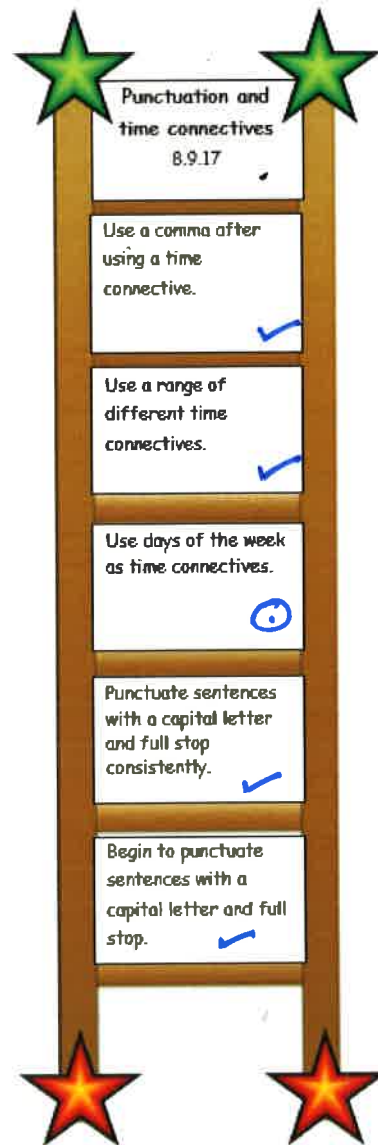 Punctuation and
time connectives
8.9.17
Use a comma after
using a time
connective.
Use a range of
different time
connectives.
Use days of the week
as time connectives.
Punctuate sentences
with a capital letter
and full stop
consistently.
Begin to punctuate
sentences with a
capital letter and full
stop.